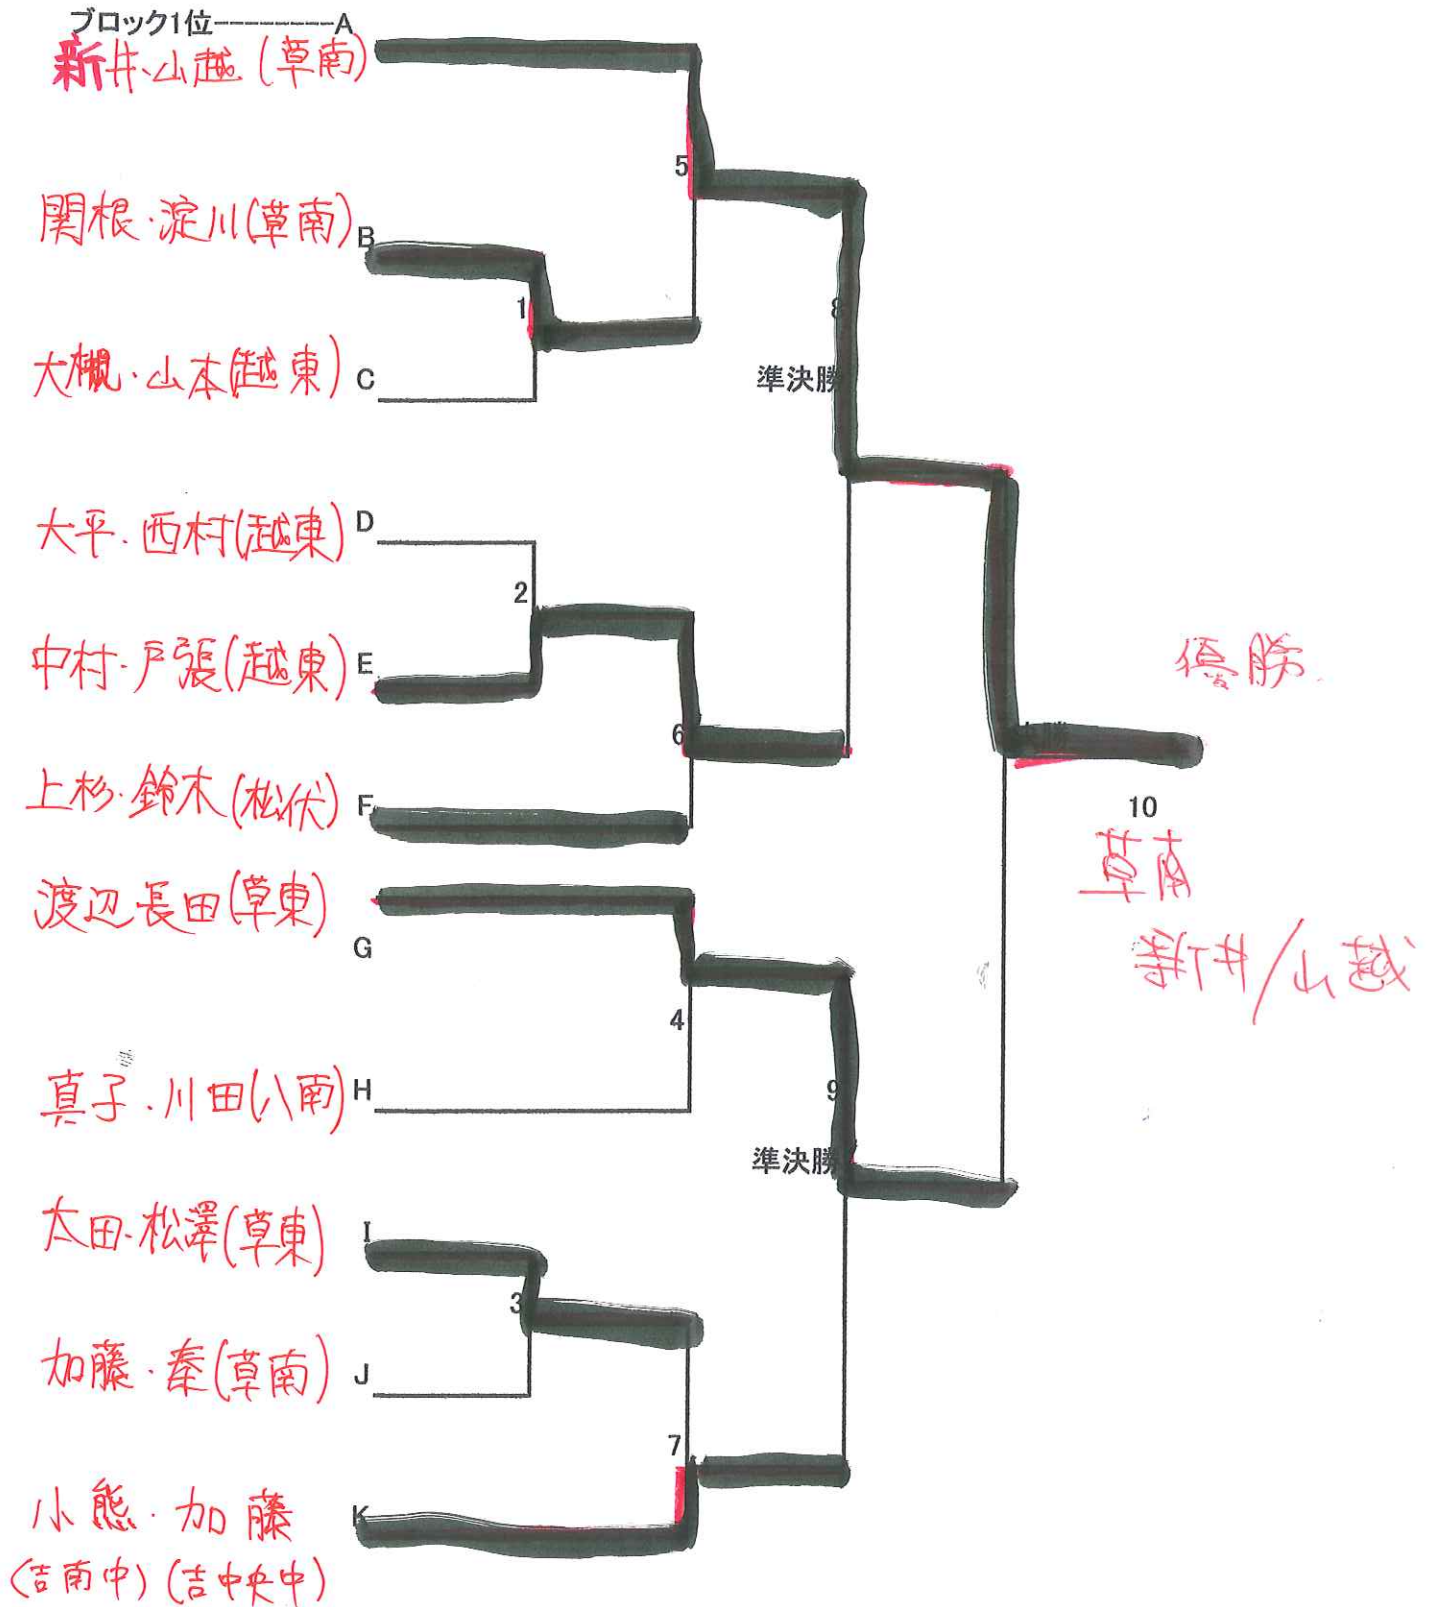 ブロック1位--------A
新井・山越(草南)
5
関根・淀川(草南)
B
1
8
大槻・山本(越東)
C
準決勝
大平・西村(越東)
D
2
中村・戸張(越東)
E
優勝
6
決勝
上杉・鈴木(松伏)
F
10
草南
渡辺 長田(草東)
G
新井/山越
4
真子・川田(八南)
H
9
準決勝
太田・松澤(草東)
I
3
加藤・秦(草南)
J
7
小熊・加藤
K
(吉南中)(吉中央中)